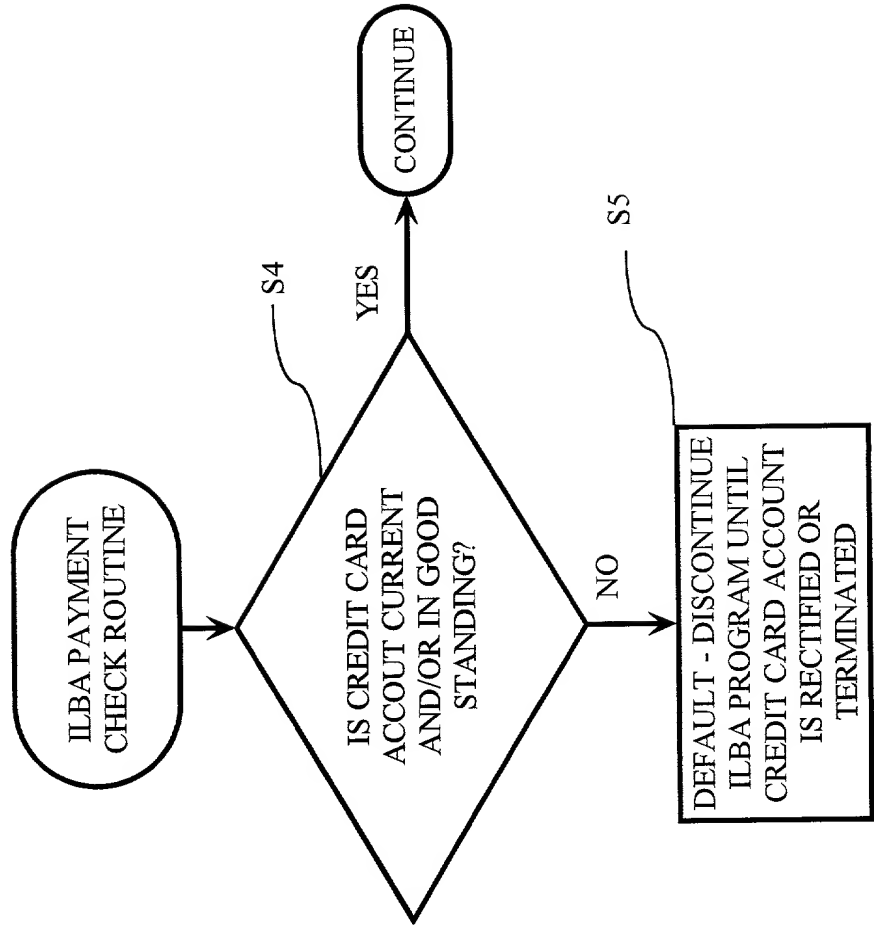 ILBA PAYMENT
CHECK ROUTINE
S4
IS CREDIT CARD
ACCOUT CURRENT
AND/OR IN GOOD
STANDING?
YES
CONTINUE
NO
S5
DEFAULT - DISCONTINUE
ILBA PROGRAM UNTIL
CREDIT CARD ACCOUNT
IS RECTIFIED OR
TERMINATED